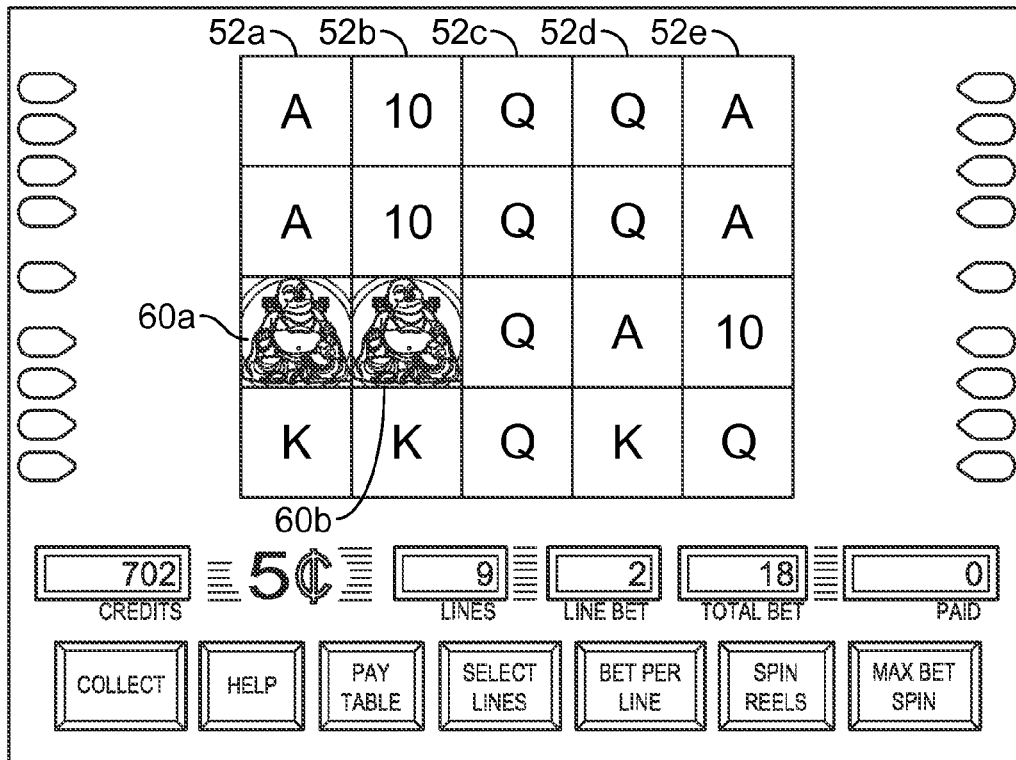 52a 52b 52c 52d 52e
A 10 Q Q A
A 10 Q Q A
60a Q A 10
K K Q K Q
60b
702 5¢ 9 2 18 0
CREDITS LINES LINE BET TOTAL BET PAID
COLLECT HELP PAY TABLE SELECT LINES BET PER LINE SPIN REELS MAX BET SPIN